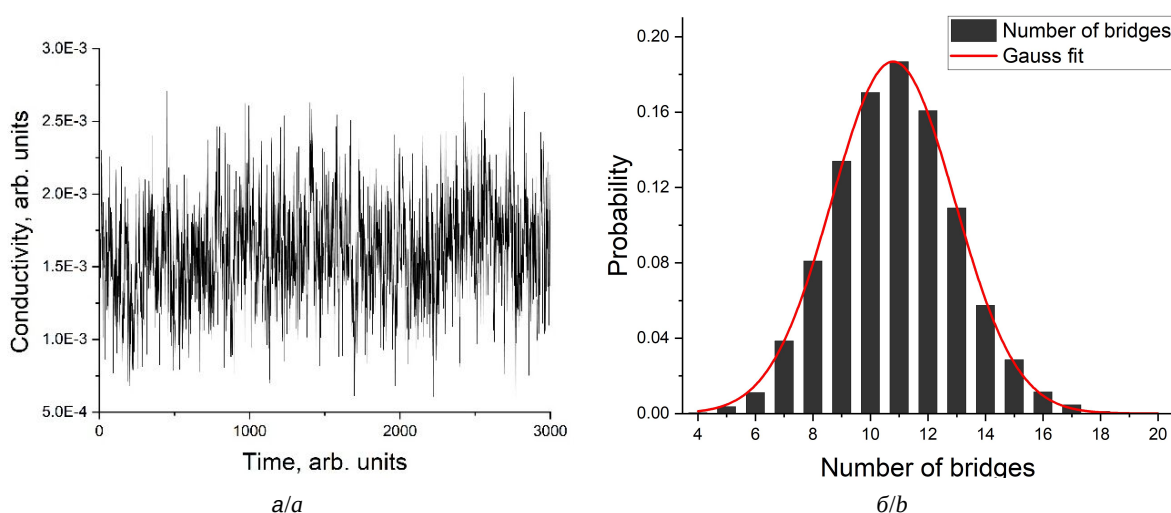 3.0E-3
2.5E-3
2.0E-3
1.5E-3
1.0E-3
5.0E-4
Conductivity, arb. units
0 1000 2000 3000
Time, arb. units
а/a
0.20
0.16
0.12
0.08
0.04
0.00
Probability
Number of bridges
Gauss fit
4 6 8 10 12 14 16 18 20
Number of bridges
б/b